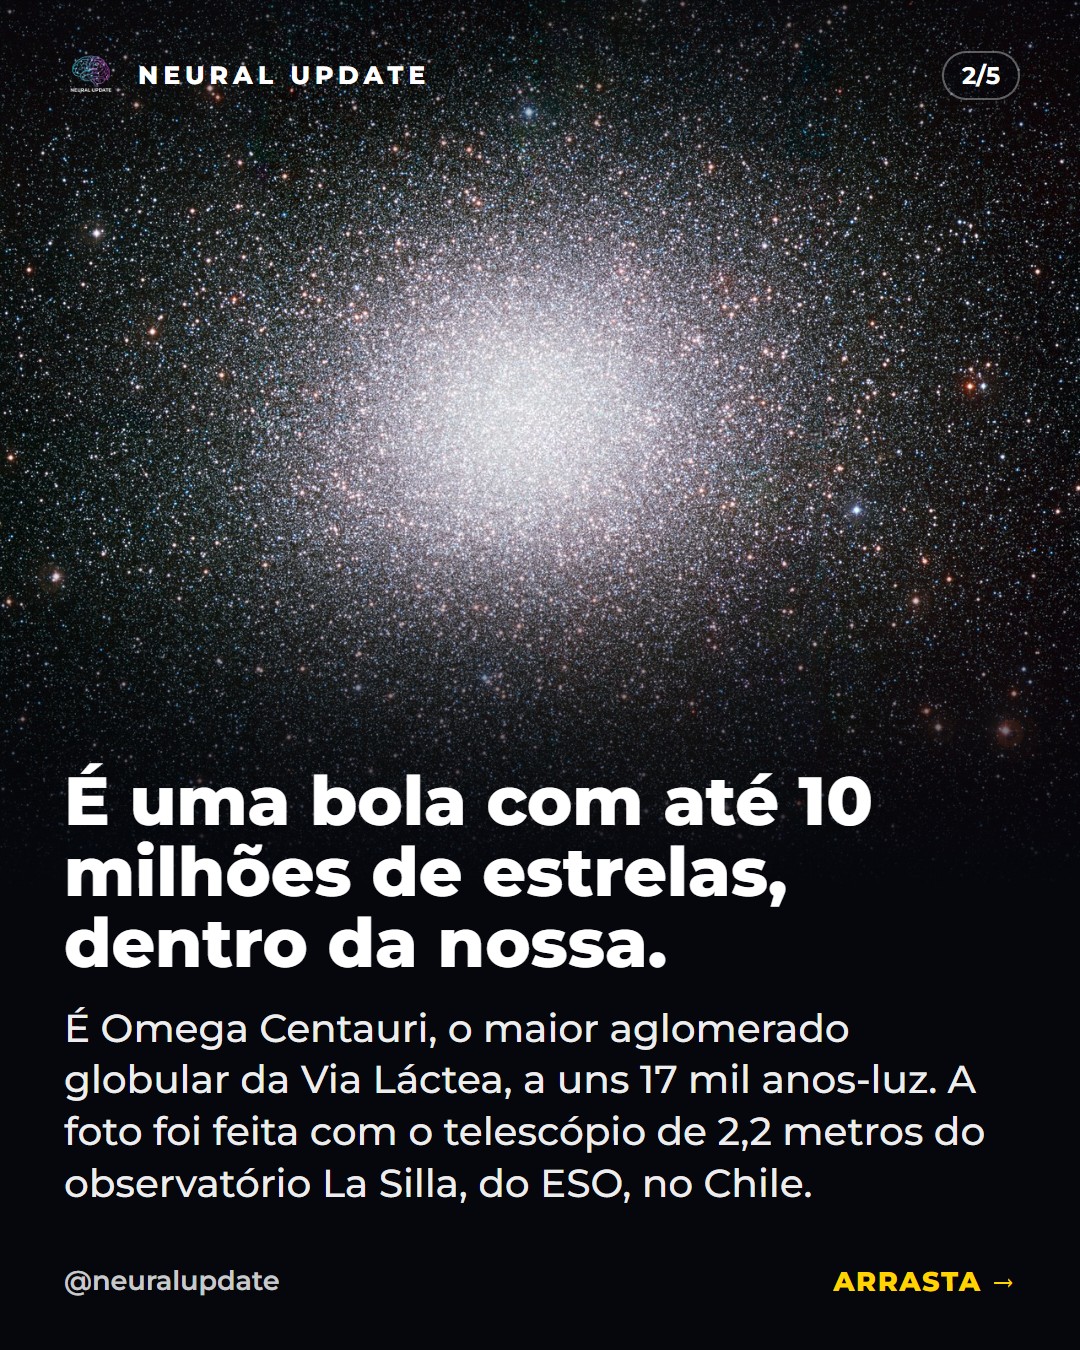 NEURAL UPDATE
NEURAL UPDATE
2/5
É uma bola com até 10
milhões de estrelas,
dentro da nossa.
É Omega Centauri, o maior aglomerado
globular da Via Láctea, a uns 17 mil anos-luz. A
foto foi feita com o telescópio de 2,2 metros do
observatório La Silla, do ESO, no Chile.
@neuralupdate
ARRASTA →